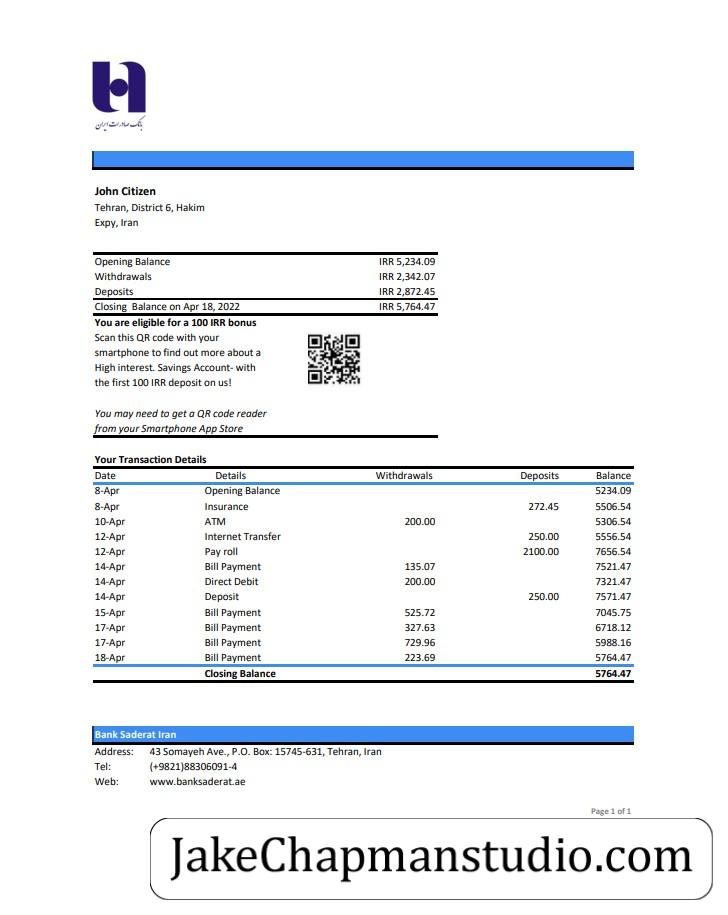 بانک صادرات ایران
John Citizen
Tehran, District 6, Hakim
Expy, Iran
Opening Balance IRR 5,234.09
Withdrawals IRR 2,342.07
Deposits IRR 2,872.45
Closing Balance on Apr 18, 2022 IRR 5,764.47
You are eligible for a 100 IRR bonus
Scan this QR code with your
smartphone to find out more about a
High interest. Savings Account- with
the first 100 IRR deposit on us!
You may need to get a QR code reader
from your Smartphone App Store
Your Transaction Details
Date Details Withdrawals Deposits Balance
8-Apr Opening Balance 5234.09
8-Apr Insurance 272.45 5506.54
10-Apr ATM 200.00 5306.54
12-Apr Internet Transfer 250.00 5556.54
12-Apr Pay roll 2100.00 7656.54
14-Apr Bill Payment 135.07 7521.47
14-Apr Direct Debit 200.00 7321.47
14-Apr Deposit 250.00 7571.47
15-Apr Bill Payment 525.72 7045.75
17-Apr Bill Payment 327.63 6718.12
17-Apr Bill Payment 729.96 5988.16
18-Apr Bill Payment 223.69 5764.47
Closing Balance 5764.47
Bank Saderat Iran
Address: 43 Somayeh Ave., P.O. Box: 15745-631, Tehran, Iran
Tel: (+9821)88306091-4
Web: www.banksaderat.ae
Page 1 of 1
JakeChapmanstudio.com